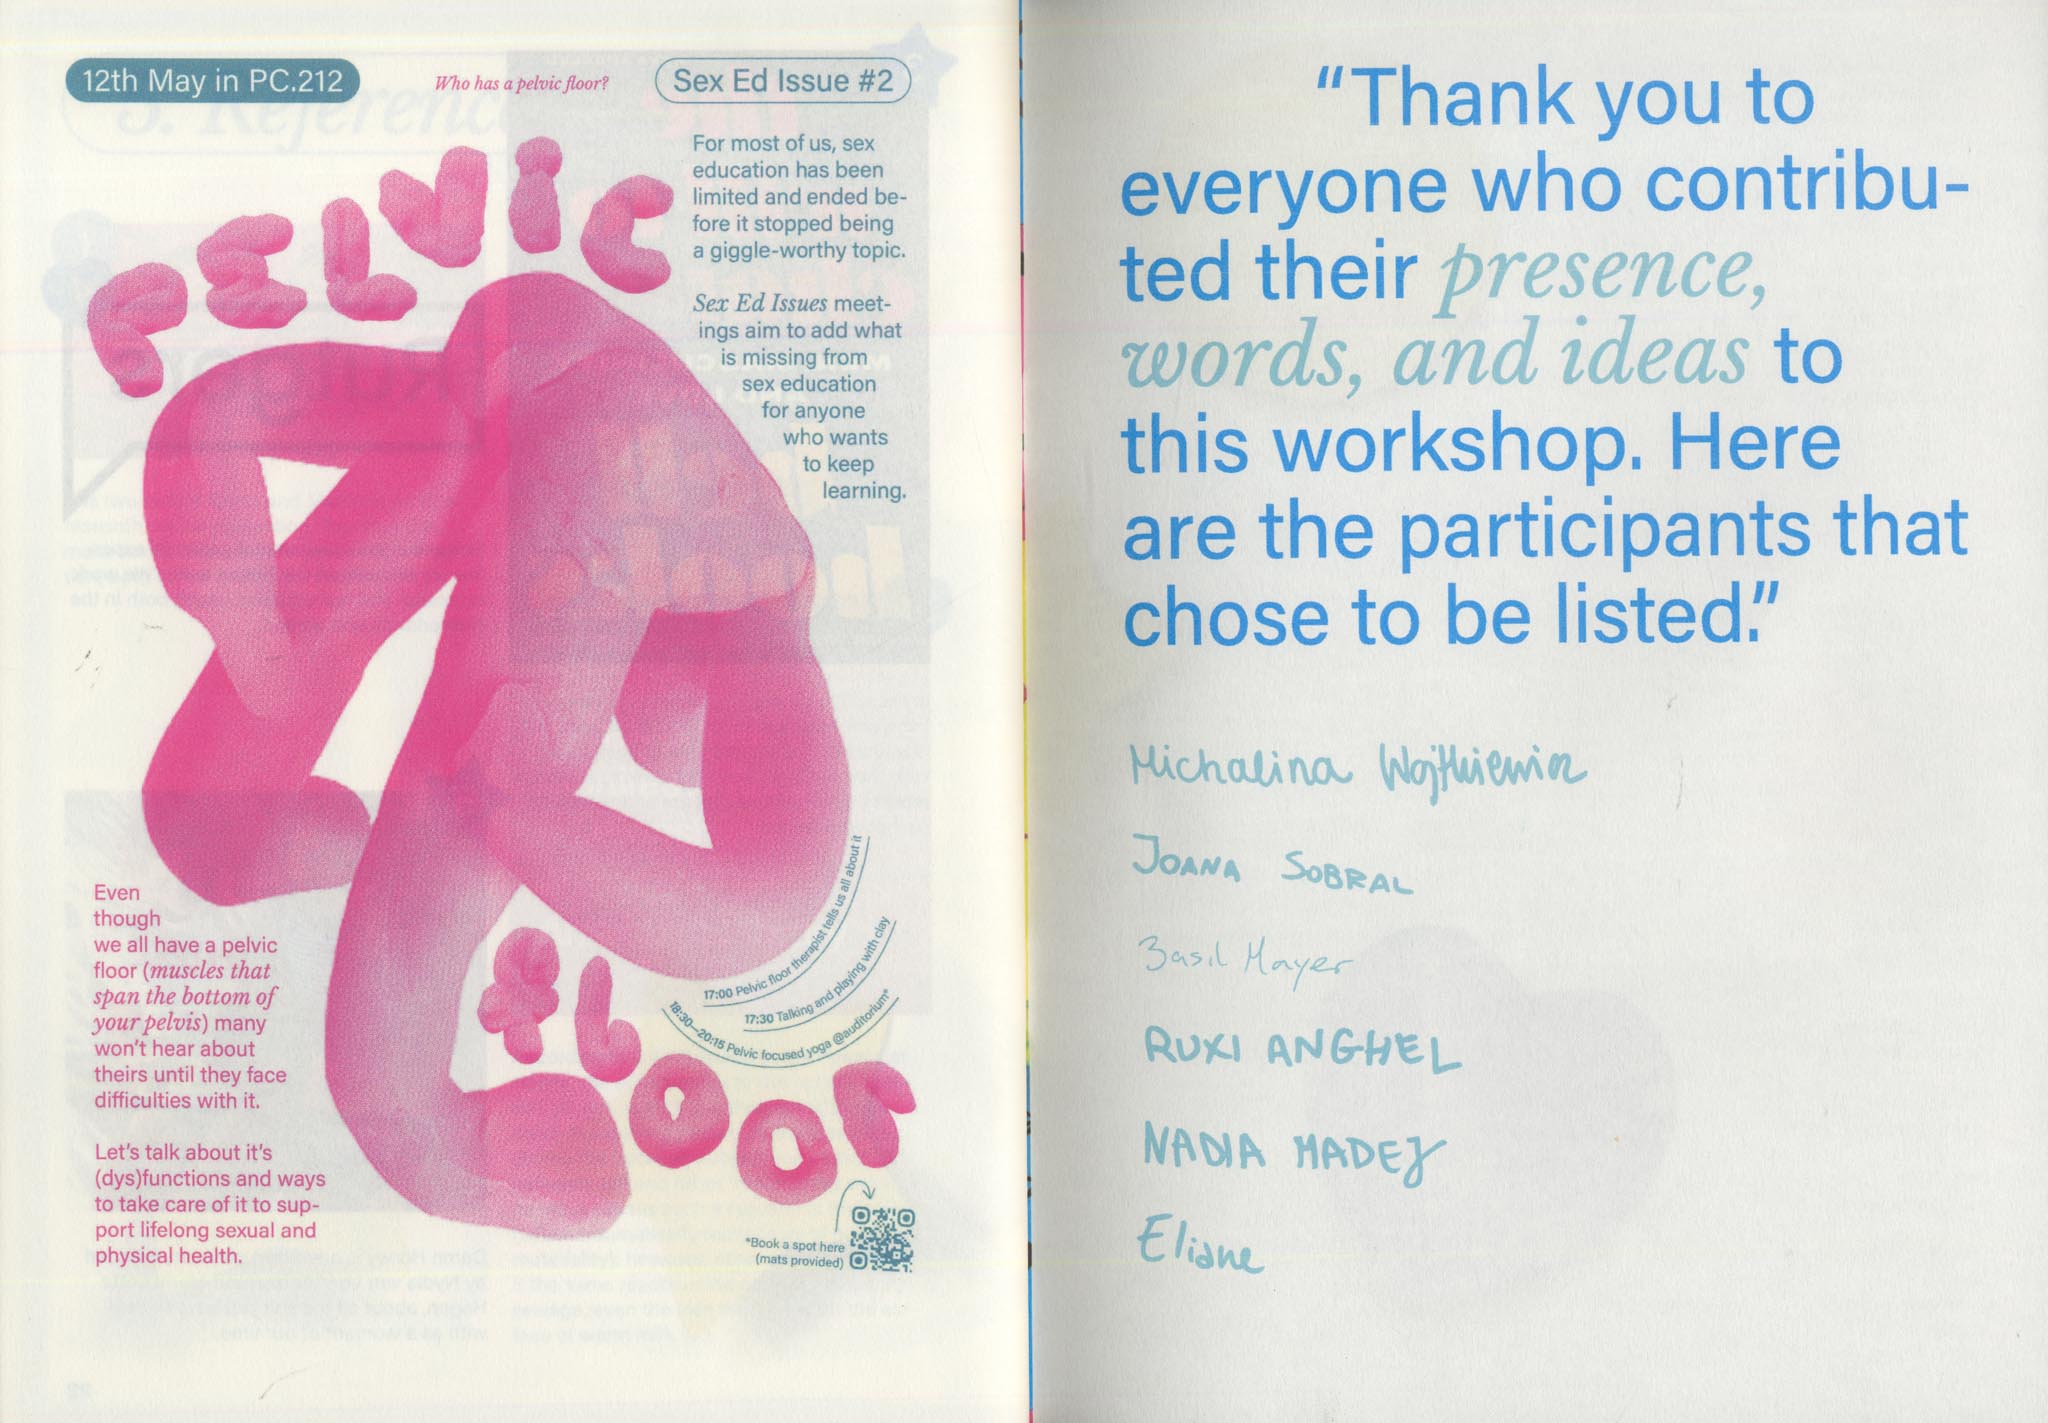 12th May in PC.212
Who has a pelvic floor?
Sex Ed Issue #2
PELVIC
For most of us, sex
education has been
limited and ended be-
fore it stopped being
a giggle-worthy topic.
Sex Ed Issues meet-
ings aim to add what
is missing from
sex education
for anyone
who wants
to keep
learning.
Even
though
we all have a pelvic
floor (muscles that
span the bottom of
your pelvis) many
won't hear about
theirs until they face
difficulties with it.
Let's talk about it's
(dys)functions and ways
to take care of it to sup-
port lifelong sexual and
physical health.
17:00 Pelvic floor therapist tells us all about it
17:30 Talking and playing with clay
18:30—20:15 Pelvic focused yoga @auditorium*
FLOOR
*Book a spot here
(mats provided)
“Thank you to
everyone who contribu-
ted their presence,
words, and ideas to
this workshop. Here
are the participants that
chose to be listed.”
Michalina Wojtkiewicz
JOANA SOBRAL
Basil Mayer
RUXI ANGHEL
NADIA MADEJ
Eliane